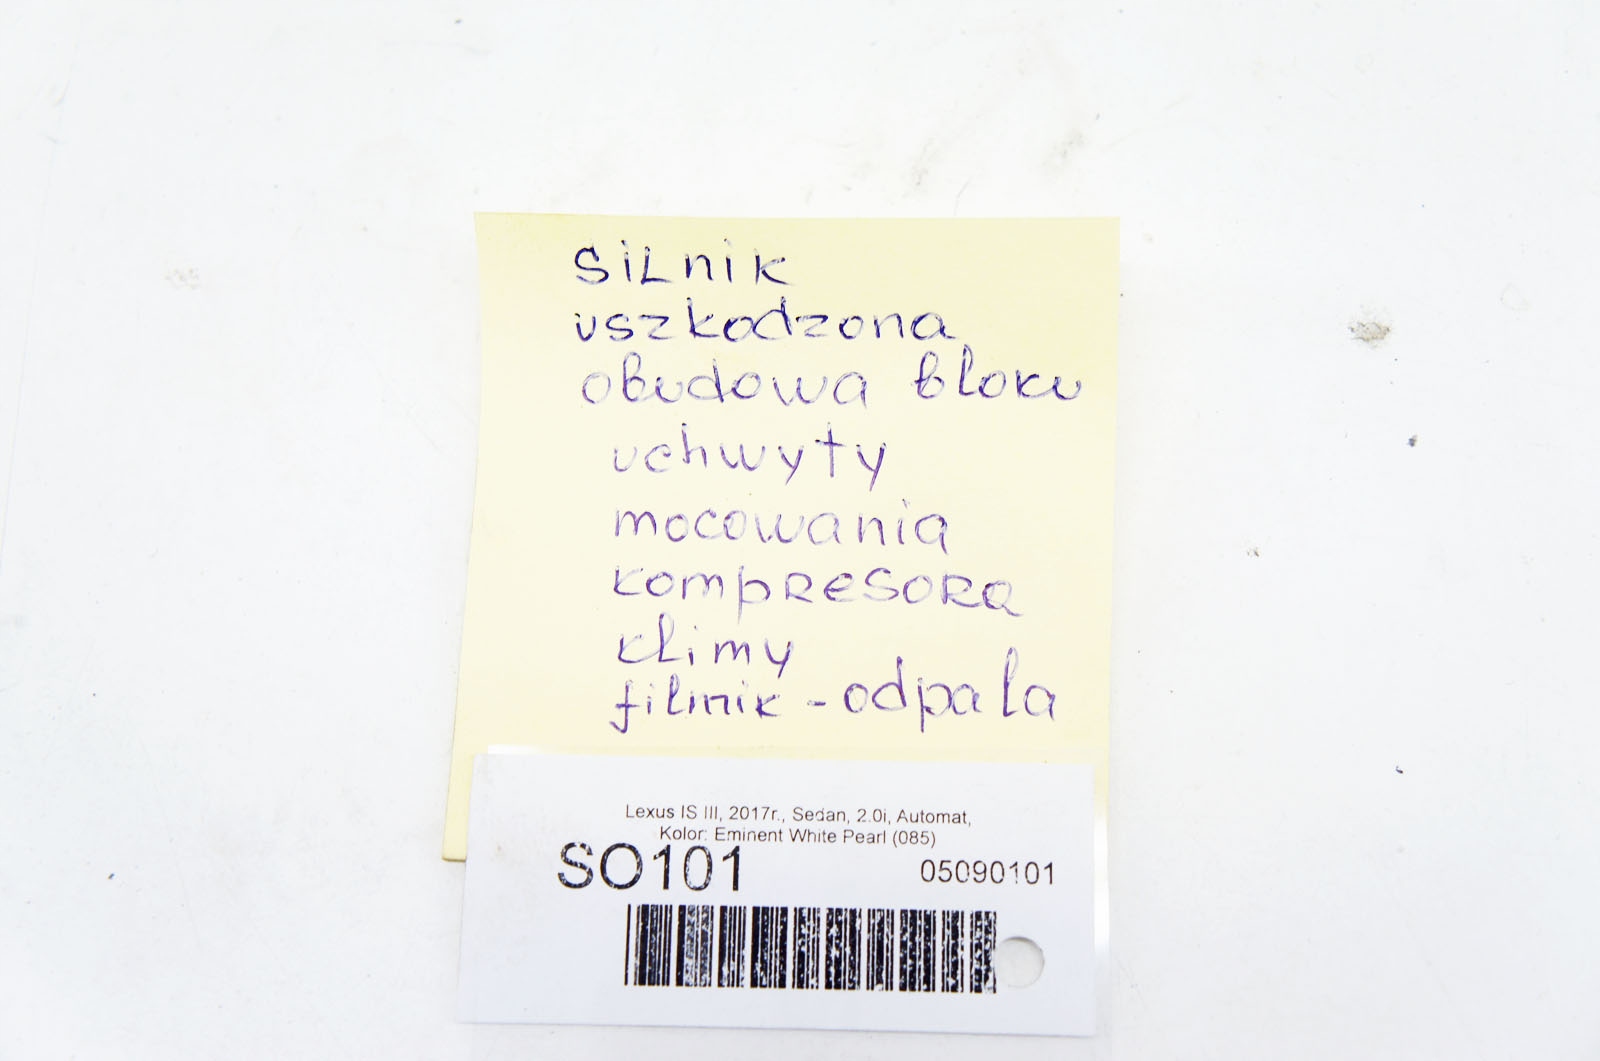 Silnik
uszkodzona
obudowa bloku
uchwyty
mocowania
kompresora
klimy
filmik - odpala
Lexus IS III, 2017r., Sedan, 2.0i, Automat,
Kolor: Eminent White Pearl (085)
SO101 05090101